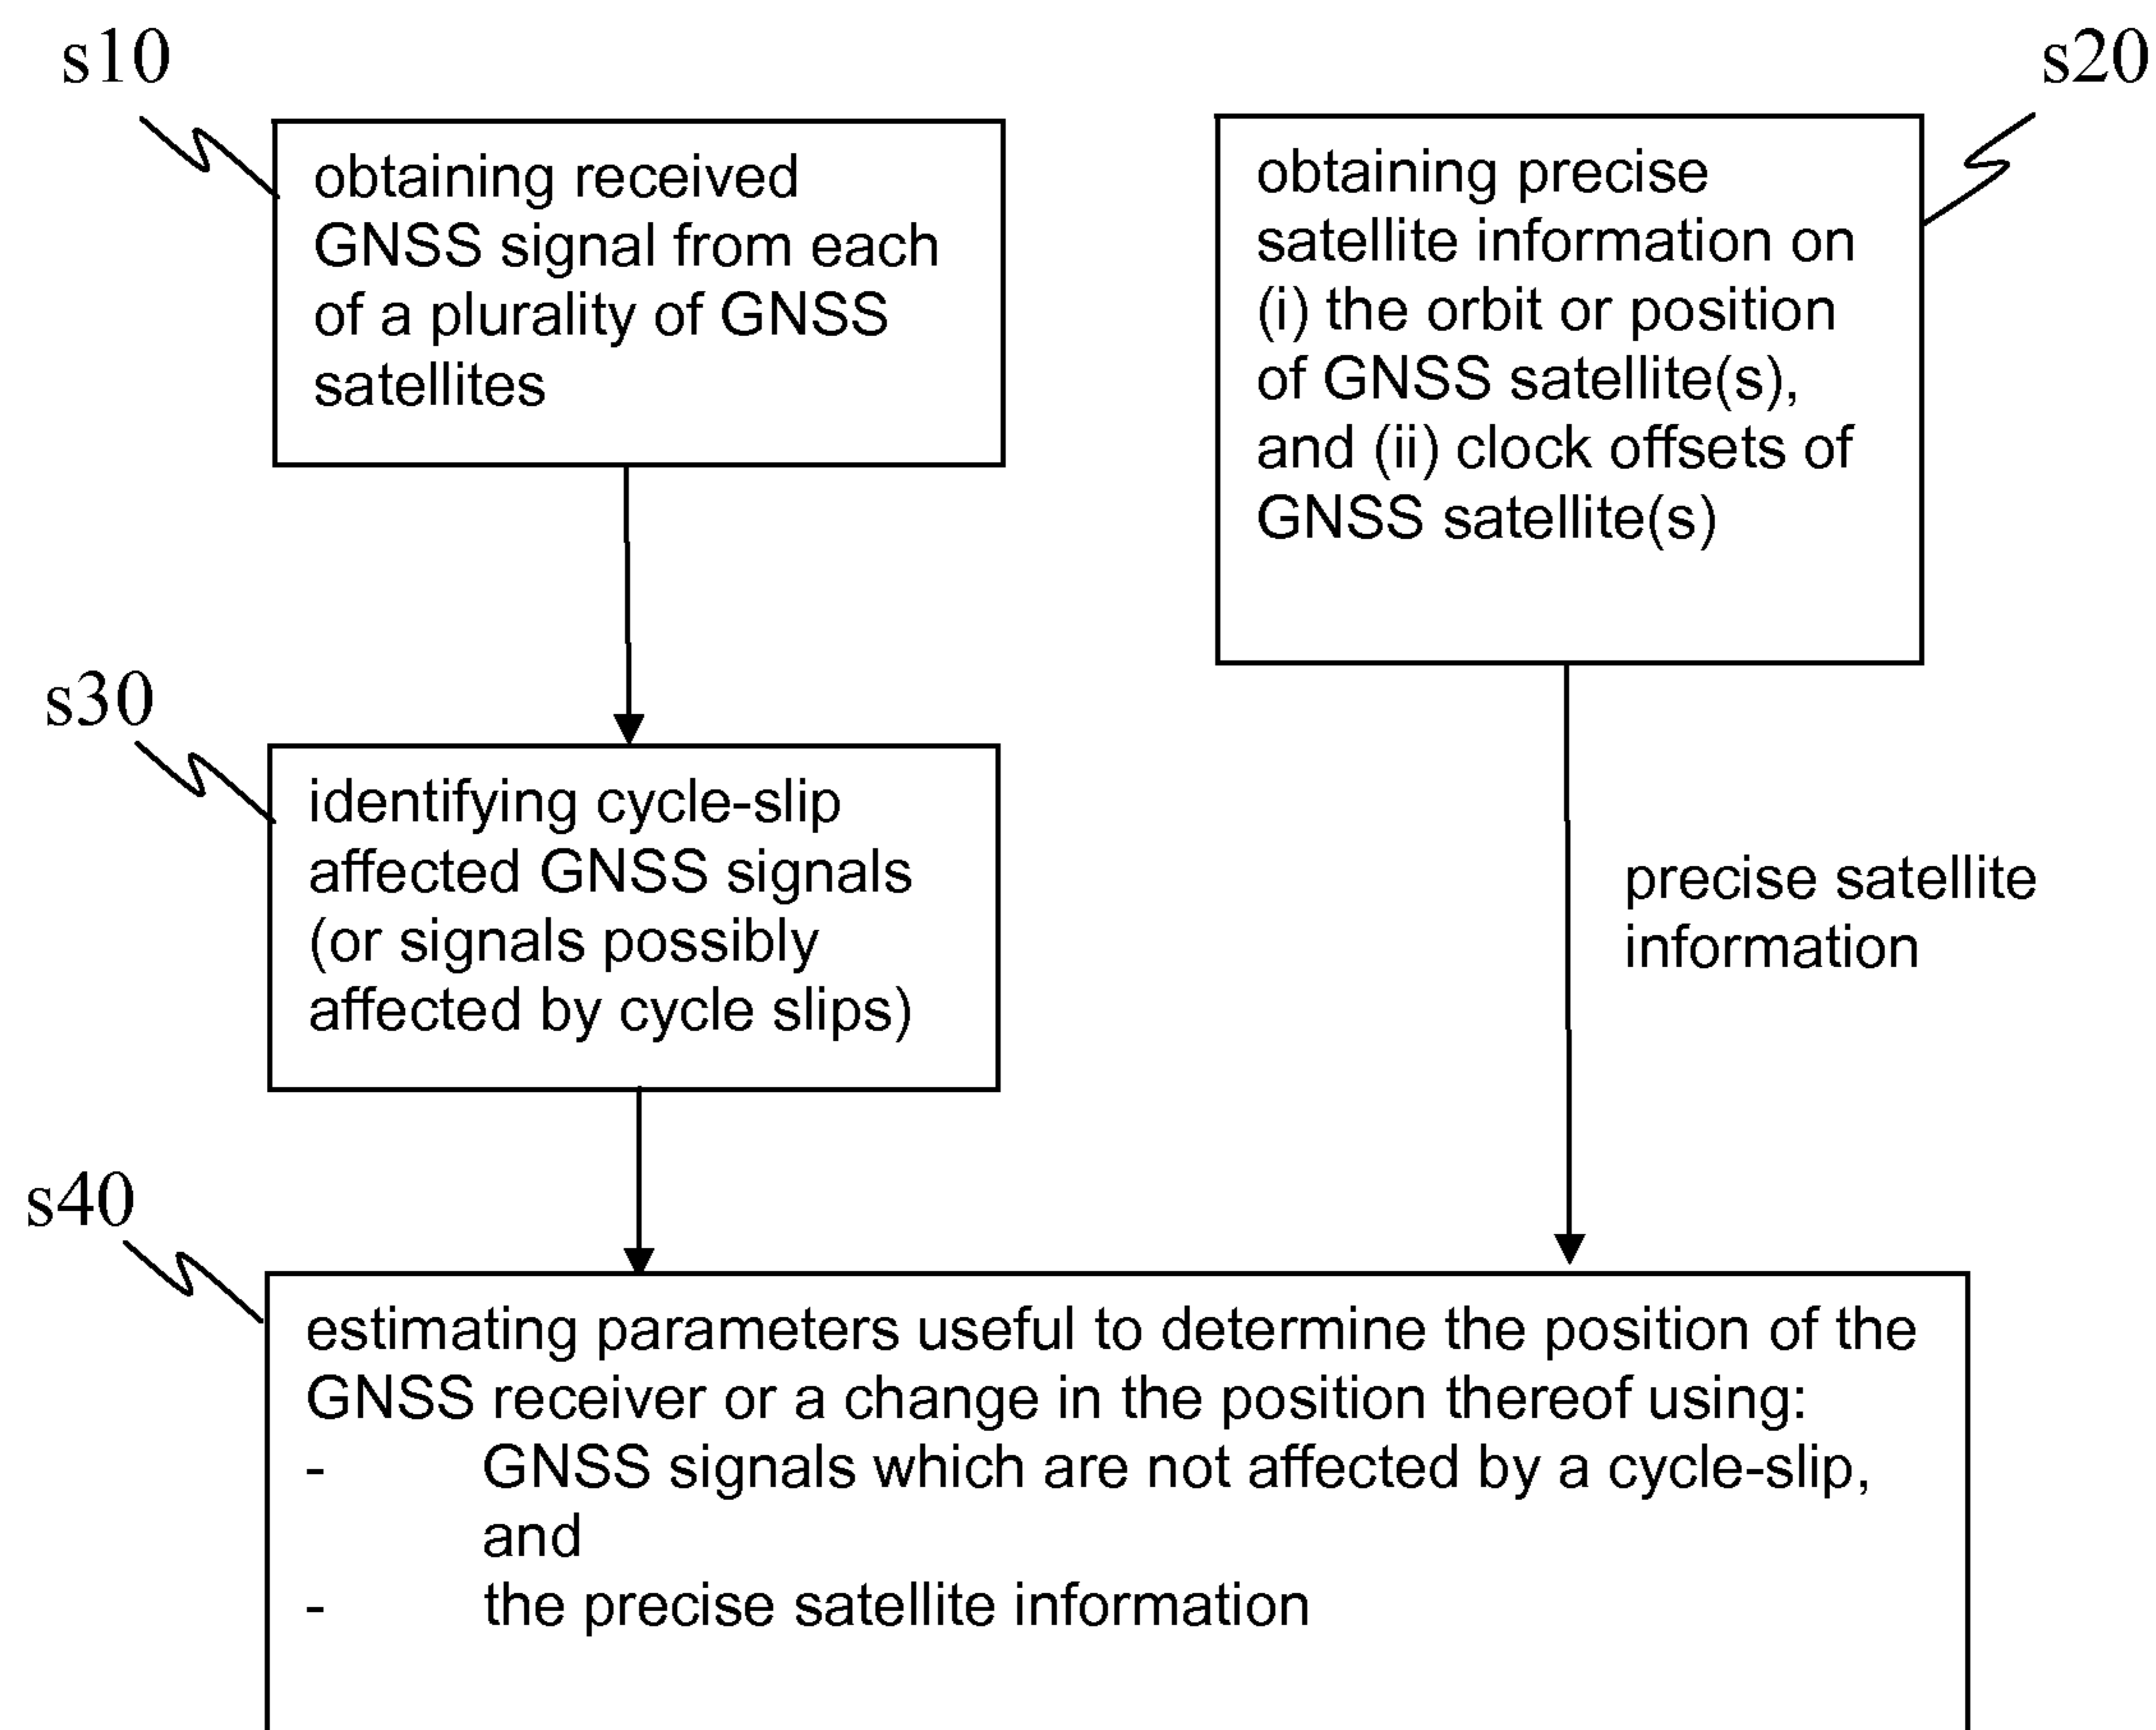 s10
obtaining received
GNSS signal from each
of a plurality of GNSS
satellites
s20
obtaining precise
satellite information on
(i) the orbit or position
of GNSS satellite(s),
and (ii) clock offsets of
GNSS satellite(s)
s30
identifying cycle-slip
affected GNSS signals
(or signals possibly
affected by cycle slips)
precise satellite
information
s40
estimating parameters useful to determine the position of the
GNSS receiver or a change in the position thereof using:
- GNSS signals which are not affected by a cycle-slip,
and
- the precise satellite information